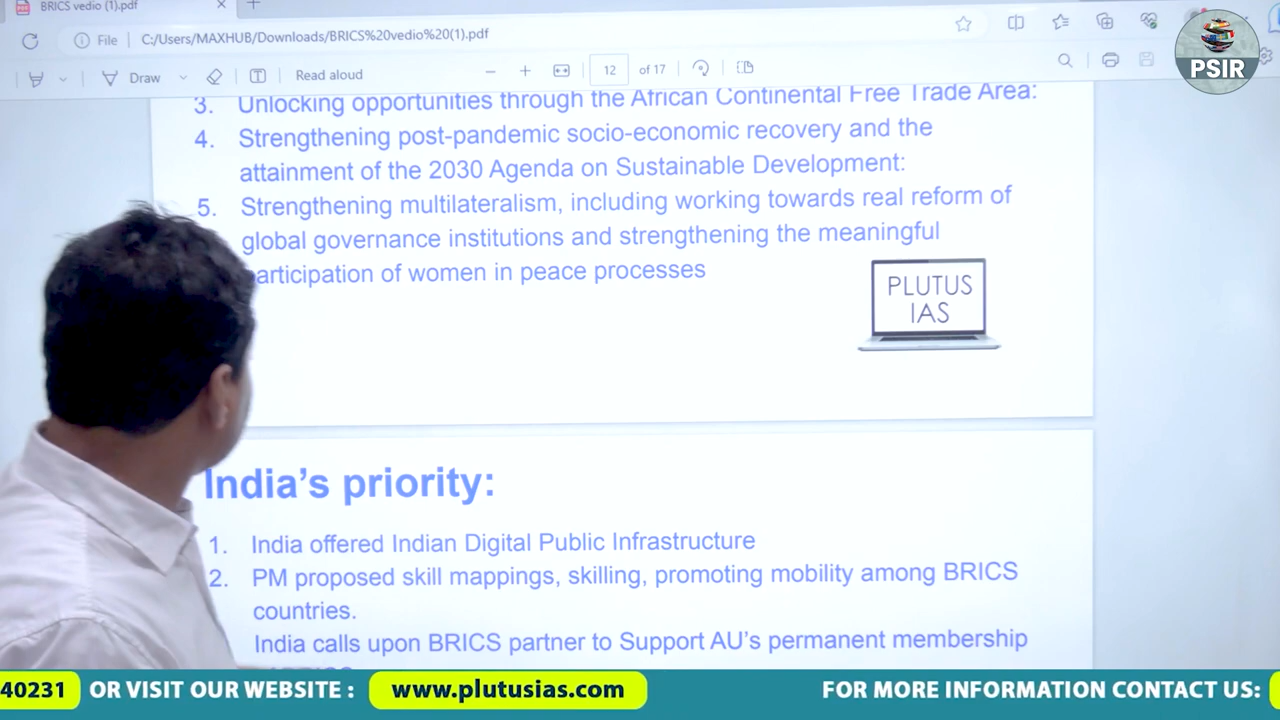 BRICS vedio (1).pdf
File
C:/Users/MAXHUB/Downloads/BRICS%20vedio%20(1).pdf
Draw
Read aloud
12 of 17
PSIR
3. Unlocking opportunities through the African Continental Free Trade Area:
4. Strengthening post-pandemic socio-economic recovery and the
attainment of the 2030 Agenda on Sustainable Development:
5. Strengthening multilateralism, including working towards real reform of
global governance institutions and strengthening the meaningful
articipation of women in peace processes
PLUTUS
IAS
India's priority:
1. India offered Indian Digital Public Infrastructure
2. PM proposed skill mappings, skilling, promoting mobility among BRICS
countries.
India calls upon BRICS partner to Support AU's permanent membership
40231 OR VISIT OUR WEBSITE : www.plutusias.com FOR MORE INFORMATION CONTACT US: